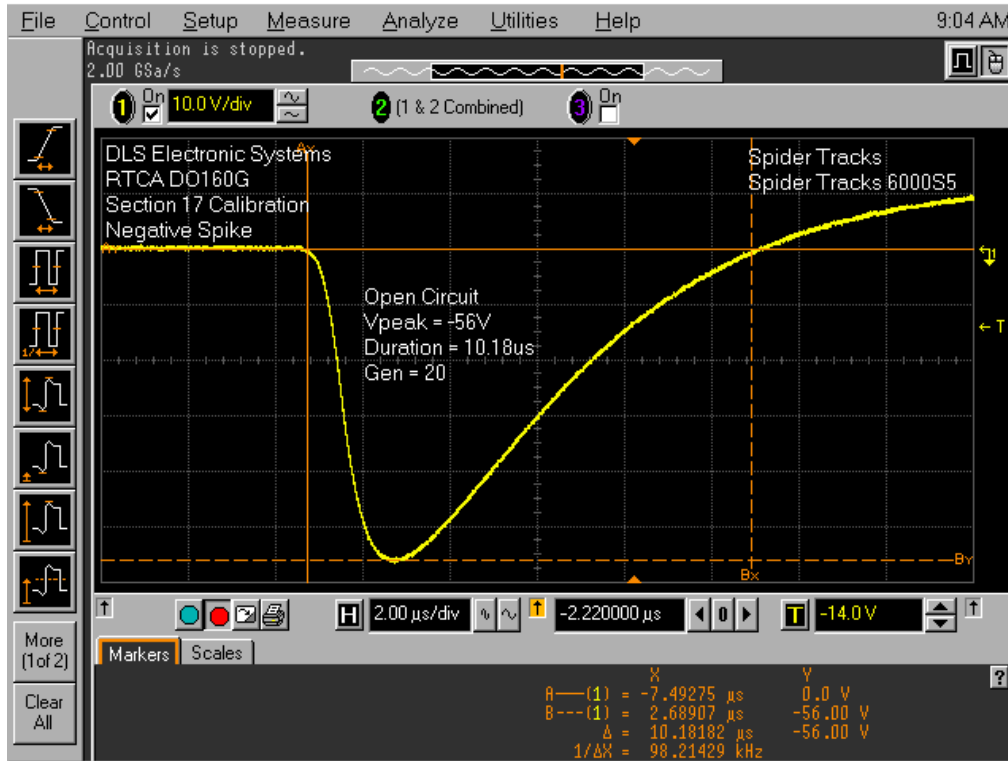 File Control Setup Measure Analyze Utilities Help 9:04 AM
Acquisition is stopped.
2.00 GSa/s
1 On 10.0 V/div 2 (1 & 2 Combined) 3 On
Ax
DLS Electronic Systems
RTCA DO160G
Section 17 Calibration
Negative Spike
Spider Tracks
Spider Tracks 6000S5
Open Circuit
Vpeak = -56V
Duration = 10.18us
Gen = 20
T
By
Bx
H 2.00 µs/div -2.220000 µs 0 T -14.0 V
More
(1 of 2)
Clear
All
Markers Scales
X Y
A——(1) = -7.49275 µs 0.0 V
B---(1) = 2.68907 µs -56.00 V
Δ = 10.18182 µs -56.00 V
1/ΔX = 98.21429 kHz
?